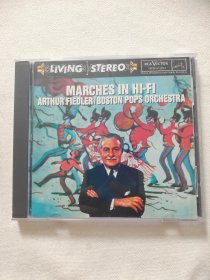 LIVING STEREO
RCA VICTOR
MARCHES IN HI-FI
ARTHUR FIEDLER/BOSTON POPS ORCHESTRA